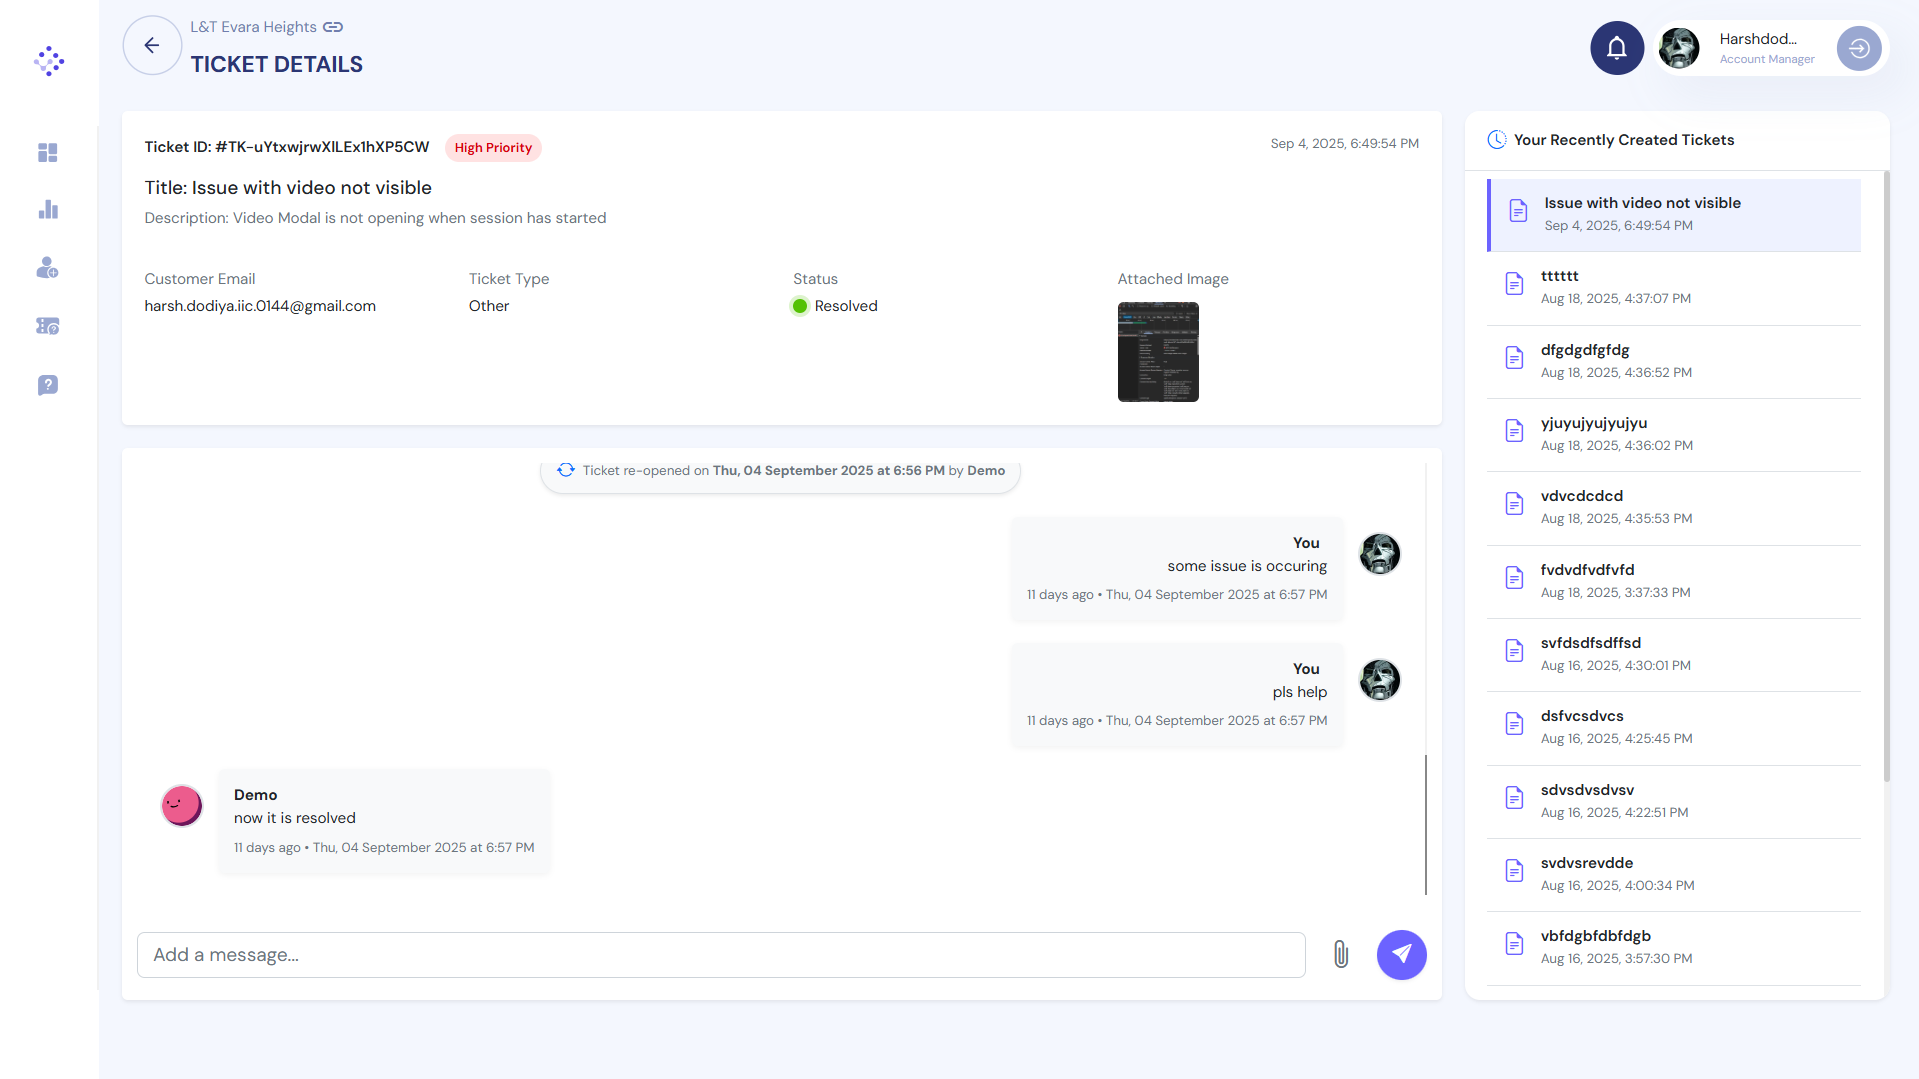 L&T Evara Heights
TICKET DETAILS
Harshdod...
Account Manager
Ticket ID: #TK-uYtxwjrwXILEx1hXP5CW
High Priority
Sep 4, 2025, 6:49:54 PM
Title: Issue with video not visible
Description: Video Modal is not opening when session has started
Customer Email
harsh.dodiya.iic.0144@gmail.com
Ticket Type
Other
Status
Resolved
Attached Image
Ticket re-opened on Thu, 04 September 2025 at 6:56 PM by Demo
You
some issue is occuring
11 days ago • Thu, 04 September 2025 at 6:57 PM
You
pls help
11 days ago • Thu, 04 September 2025 at 6:57 PM
Demo
now it is resolved
11 days ago • Thu, 04 September 2025 at 6:57 PM
Add a message...
Your Recently Created Tickets
Issue with video not visible
Sep 4, 2025, 6:49:54 PM
tttttt
Aug 18, 2025, 4:37:07 PM
dfgdgdfgfdg
Aug 18, 2025, 4:36:52 PM
yjuyujyujyujyu
Aug 18, 2025, 4:36:02 PM
vdvcdcdcd
Aug 18, 2025, 4:35:53 PM
fvdvdfvdfvfd
Aug 18, 2025, 3:37:33 PM
svfdsdfsdffsd
Aug 16, 2025, 4:30:01 PM
dsfvcsdvcs
Aug 16, 2025, 4:25:45 PM
sdvsdvsdvsv
Aug 16, 2025, 4:22:51 PM
svdvsrevdde
Aug 16, 2025, 4:00:34 PM
vbfdgbfdbfdgb
Aug 16, 2025, 3:57:30 PM